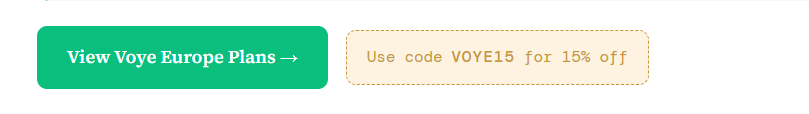 View Voye Europe Plans →
Use code VOYE15 for 15% off